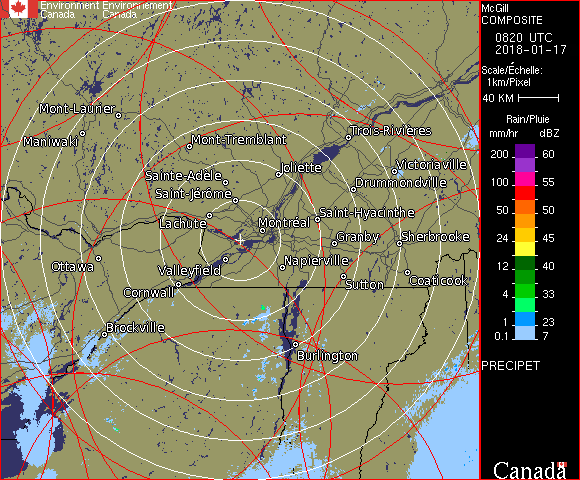 Environment Environnement
Canada Canada
McGill
COMPOSITE
0820 UTC
2018-01-17
Scale/Échelle:
1km/Pixel
40 KM
Rain/Pluie
mm/hr dBZ
200 60
55
100 55
50 50
24 45
12 40
4 33
1 23
0.1 7
PRECIPET
Canada
Mont-Laurier
Maniwaki
Mont-Tremblant
Trois-Rivières
Sainte-Adèle
Joliette
Victoriaville
Saint-Jérôme
Drummondville
Lachute
Montréal
Saint-Hyacinthe
Granby
Sherbrooke
Ottawa
Valleyfield
Napierville
Cornwall
Sutton
Coaticook
Brockville
Burlington